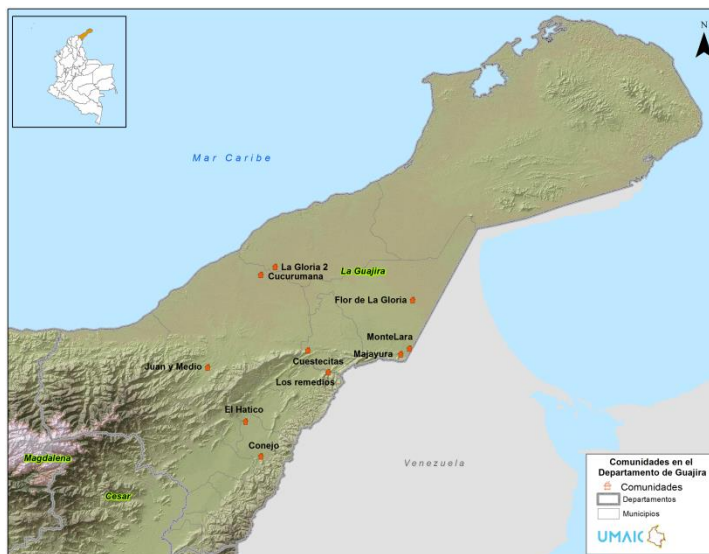 N
Mar Caribe
La Gloria 2
Cucurumana
La Guajira
Flor de La Gloria
MonteLara
Majayura
Cuestecitas
Juan y Medio
Los remedios
El Hatico
Conejo
Magdalena
Cesar
Venezuela
Comunidades en el
Departamento de Guajira
Comunidades
Departamentos
Municipios
UMAIC